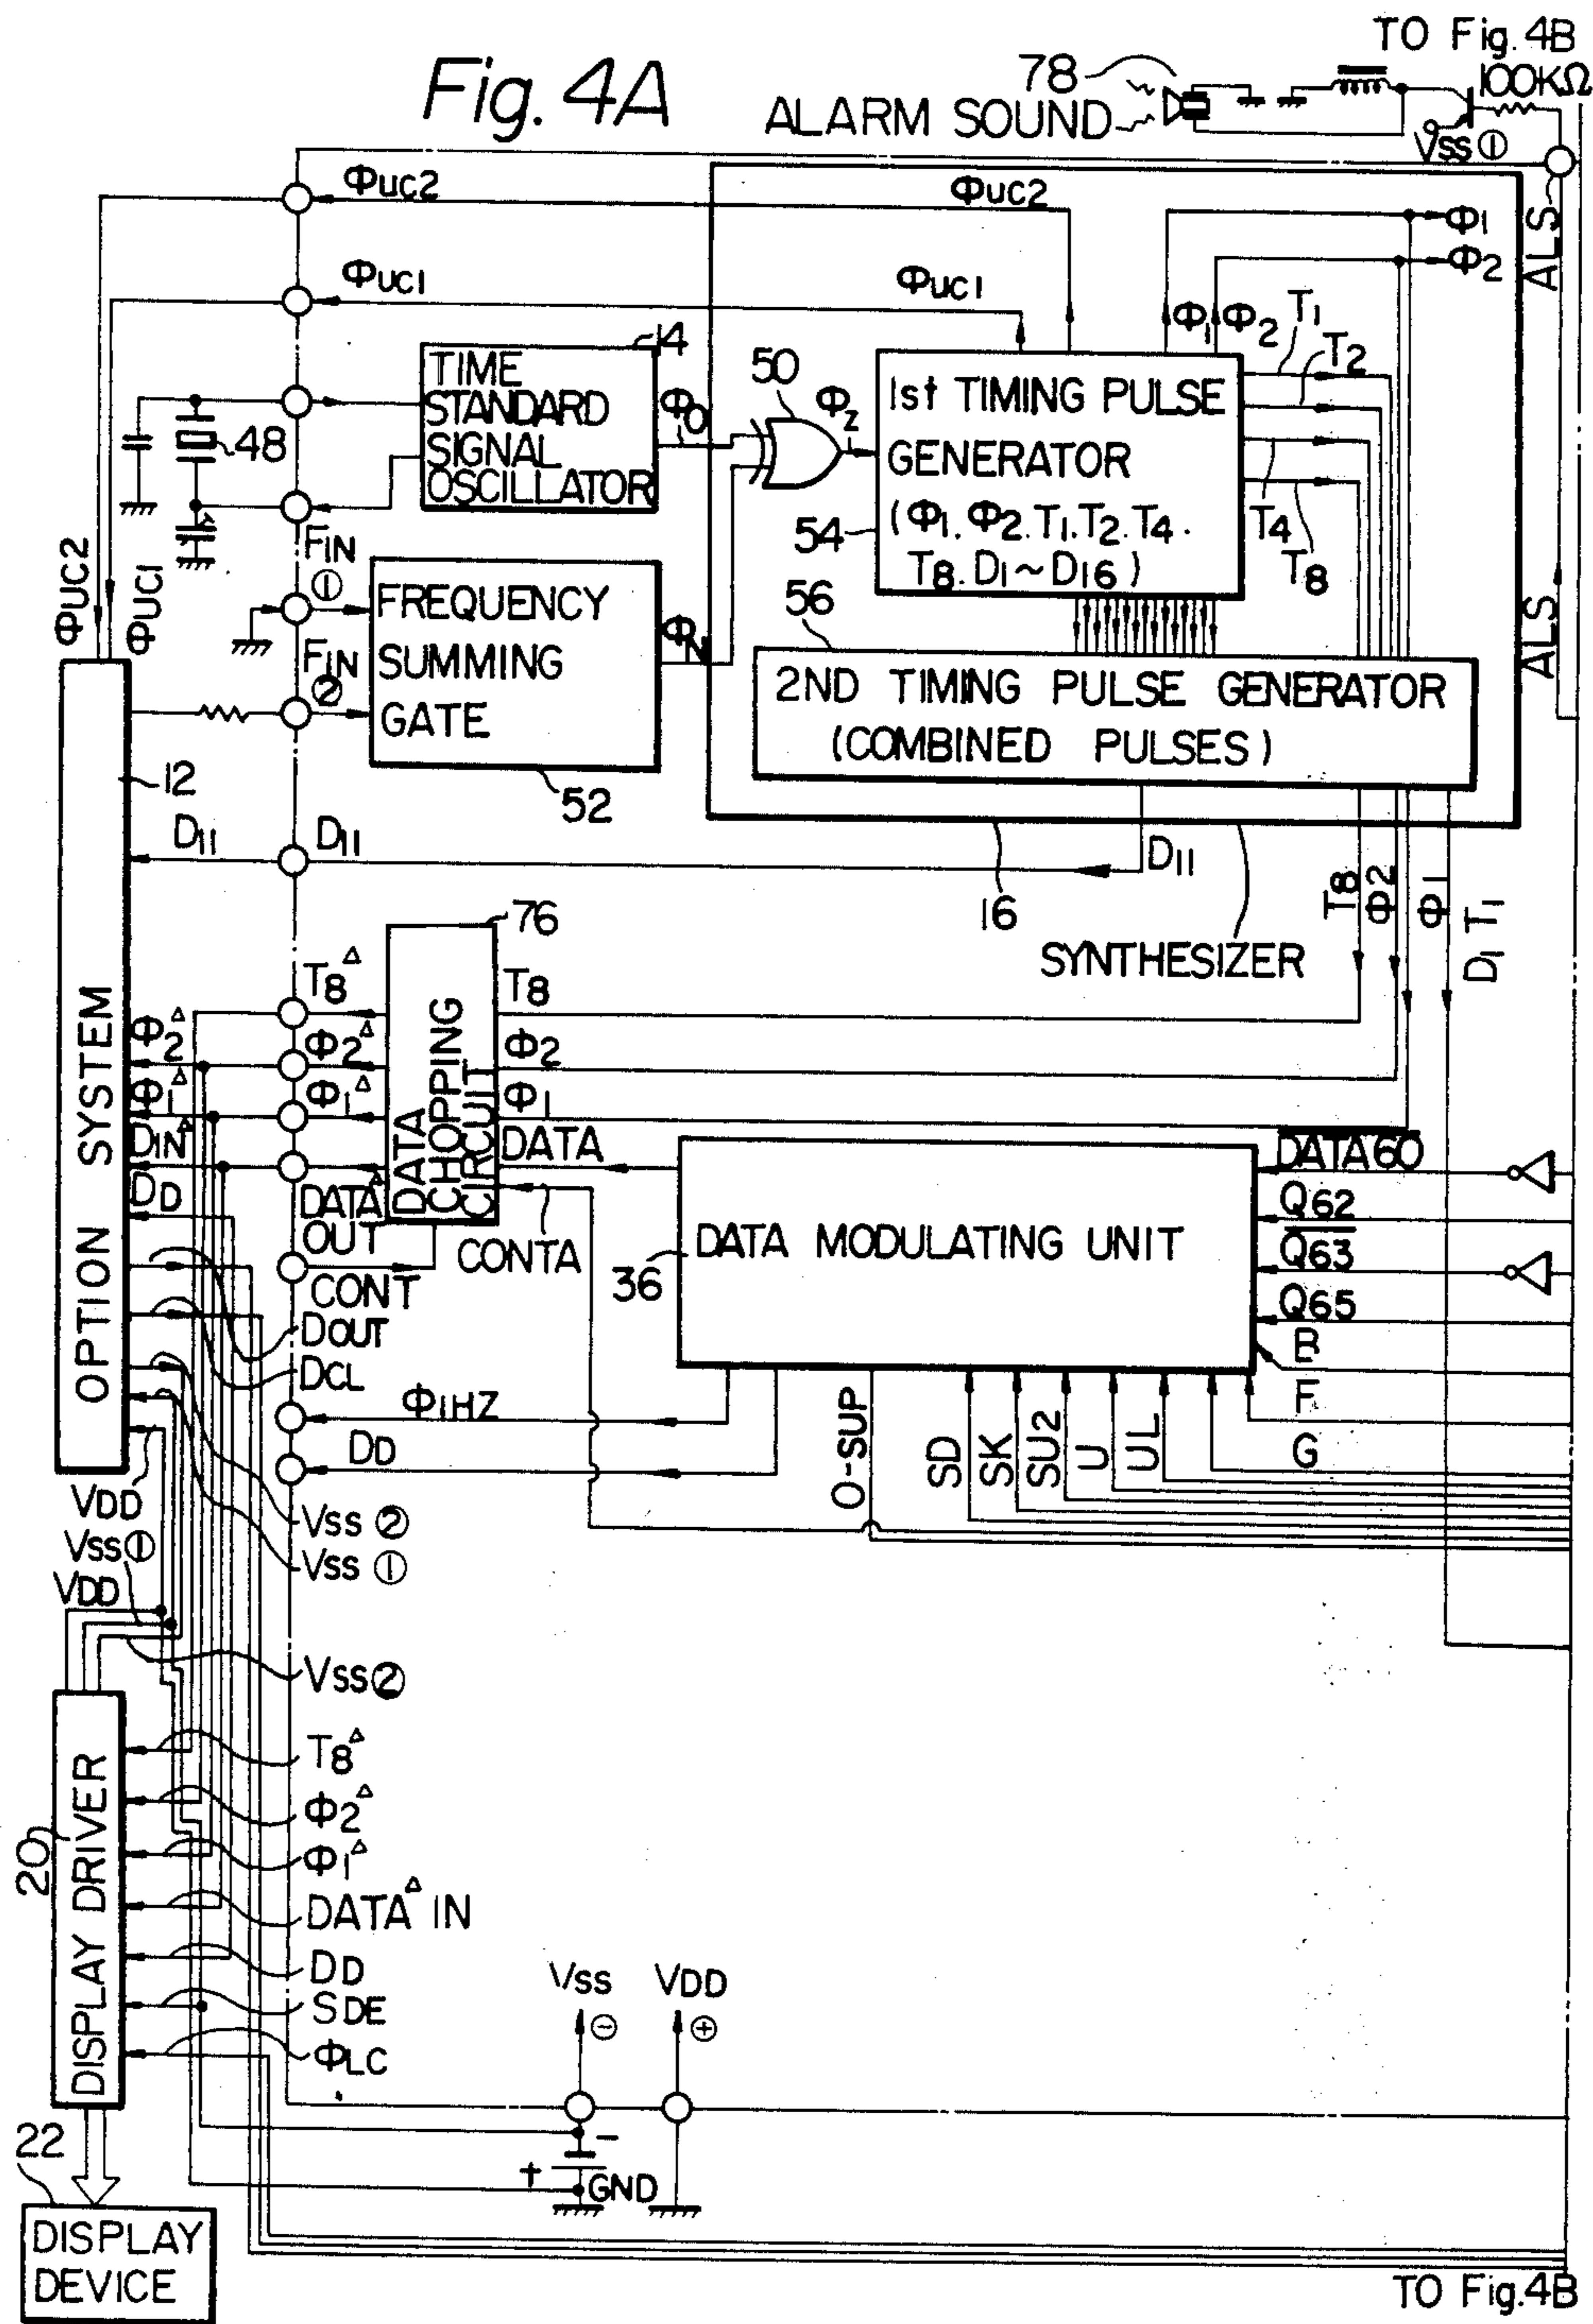 TO Fig. 4B
Fig. 4A
78
ALARM SOUND
100KΩ
VSS ①
ALS
ΦUC2
ΦUC2
Φ1
Φ2
ΦUC1
ΦUC1
Φ1 Φ2
T1
T2
T4
T8
14
TIME
STANDARD
SIGNAL
OSCILLATOR
Φ0
50
ΦZ
1st TIMING PULSE
GENERATOR
(Φ1. Φ2. T1. T2. T4.
T8. D1 ~ D16)
54
48
ΦUC2
ΦUC1
FIN
①
FIN
②
FREQUENCY
SUMMING
GATE
ΦN
52
56
2ND TIMING PULSE GENERATOR
(COMBINED PULSES)
ALS
12
D11
D11
D11
16
SYNTHESIZER
T8
Φ2
Φ1
D1 T1
76
OPTION SYSTEM
T8△
Φ2△
Φ2△
Φ1△
Φ1△
DIN△
DATA△
OUT
DD
CONT
DATA
CHOPPING
CIRCUIT
T8
Φ2
Φ1
DATA
CONTA
DATA MODULATING UNIT
36
DATA60
Q62
Q63
Q65
B
F
G
DOUT
DCL
Φ1HZ
DD
O-SUP
SD
SK
SU2
U
UL
VDD
VSS①
VDD
VSS ②
VSS ①
VSS②
20
DISPLAY DRIVER
T8△
Φ2△
Φ1△
DATA△ IN
DD
SDE
ΦLC
VSS
⊖
VDD
⊕
−
+
GND
22
DISPLAY
DEVICE
TO Fig.4B